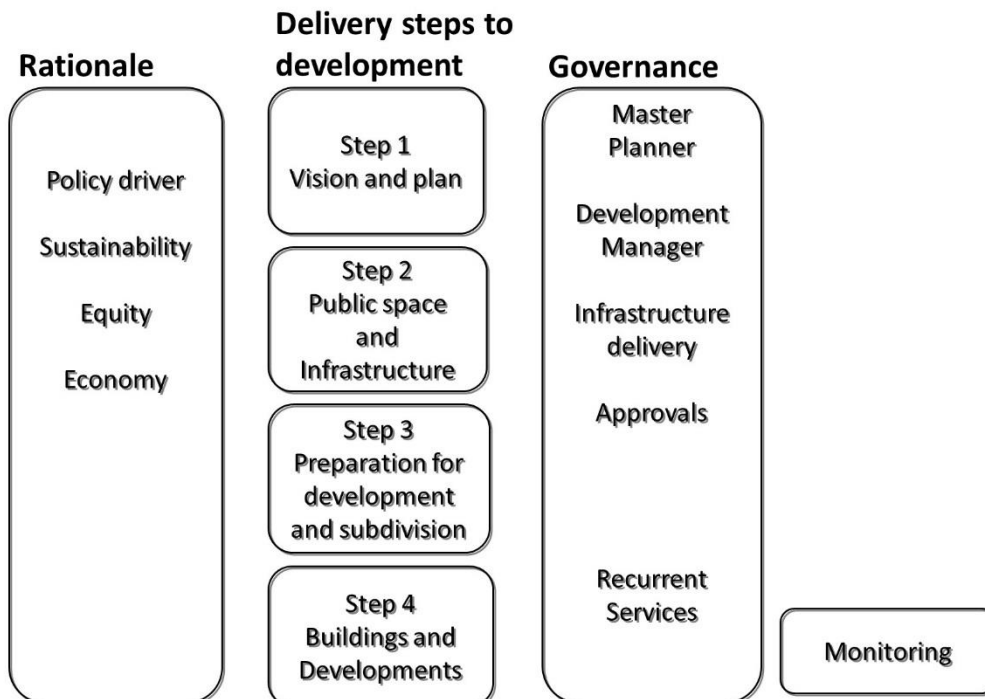 Rationale
Policy driver
Sustainability
Equity
Economy
Delivery steps to
development
Step 1
Vision and plan
Step 2
Public space
and
Infrastructure
Step 3
Preparation for
development
and subdivision
Step 4
Buildings and
Developments
Governance
Master
Planner
Development
Manager
Infrastructure
delivery
Approvals
Recurrent
Services
Monitoring